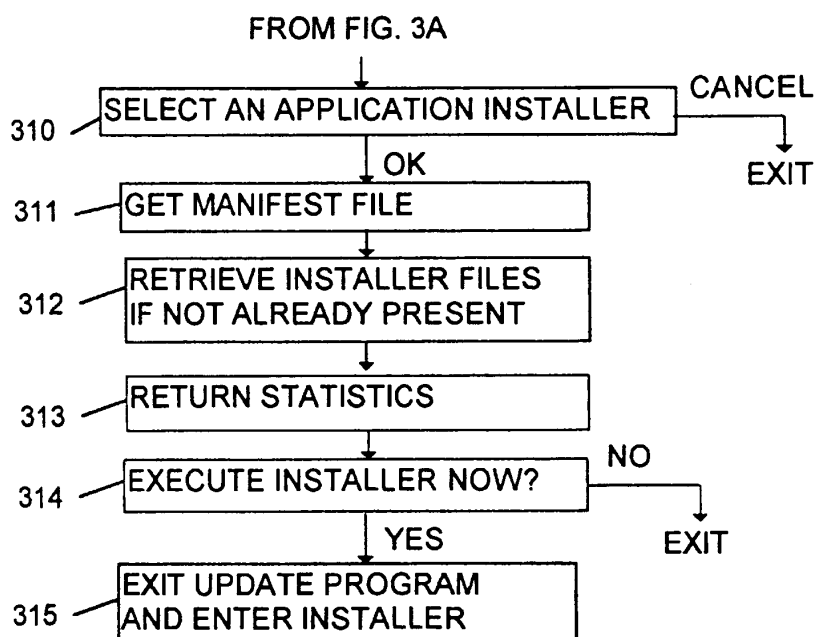 FROM FIG. 3A
310
SELECT AN APPLICATION INSTALLER
CANCEL
EXIT
OK
311
GET MANIFEST FILE
312
RETRIEVE INSTALLER FILES
IF NOT ALREADY PRESENT
313
RETURN STATISTICS
314
EXECUTE INSTALLER NOW?
NO
EXIT
YES
315
EXIT UPDATE PROGRAM
AND ENTER INSTALLER